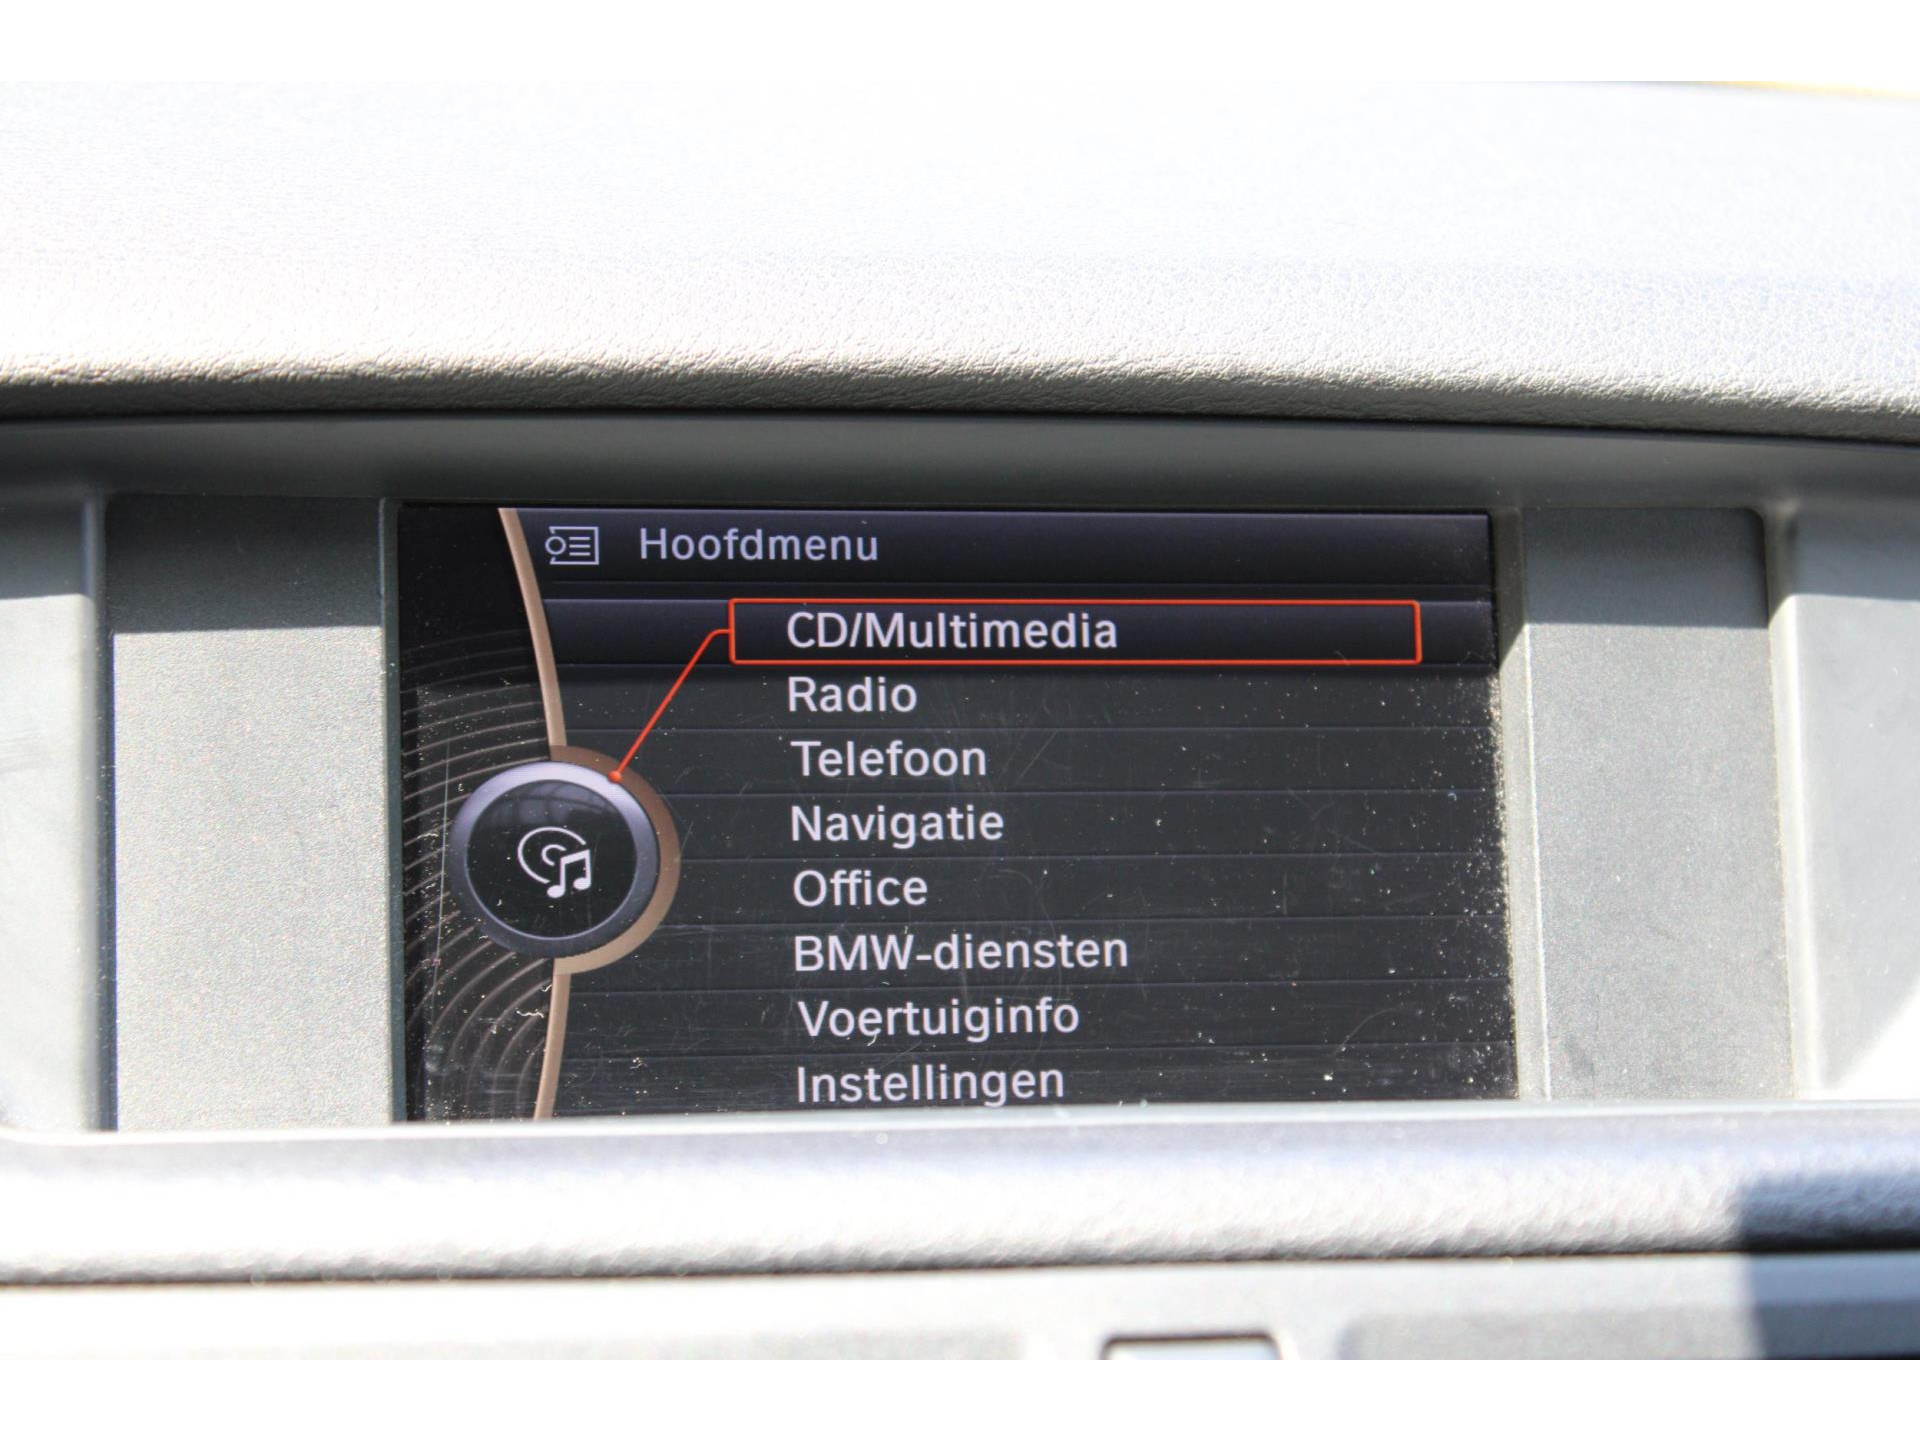 Hoofdmenu
CD/Multimedia
Radio
Telefoon
Navigatie
Office
BMW-diensten
Voertuiginfo
Instellingen